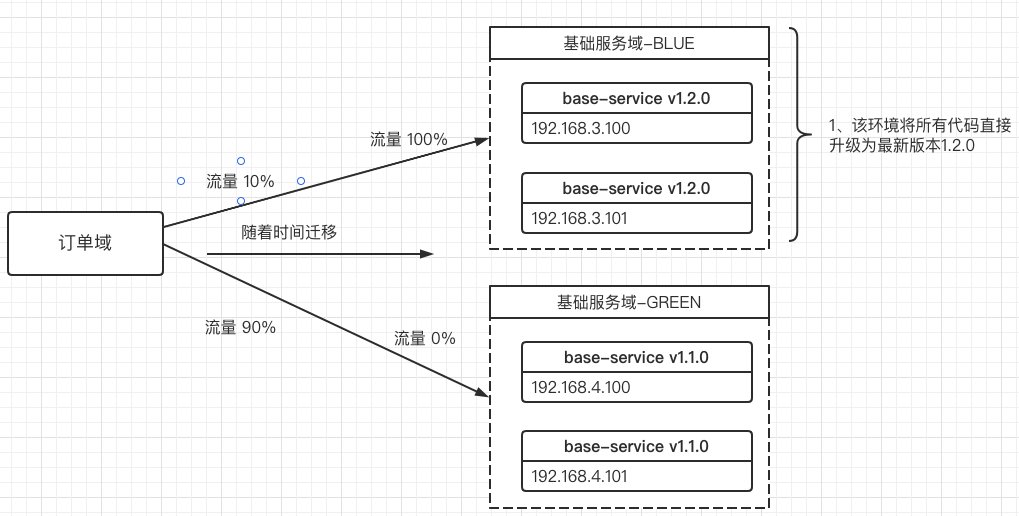 基础服务域-BLUE
base-service v1.2.0
192.168.3.100
base-service v1.2.0
192.168.3.101
1、该环境将所有代码直接
升级为最新版本1.2.0
流量 100%
流量 10%
订单域
随着时间迁移
流量 90%
流量 0%
基础服务域-GREEN
base-service v1.1.0
192.168.4.100
base-service v1.1.0
192.168.4.101